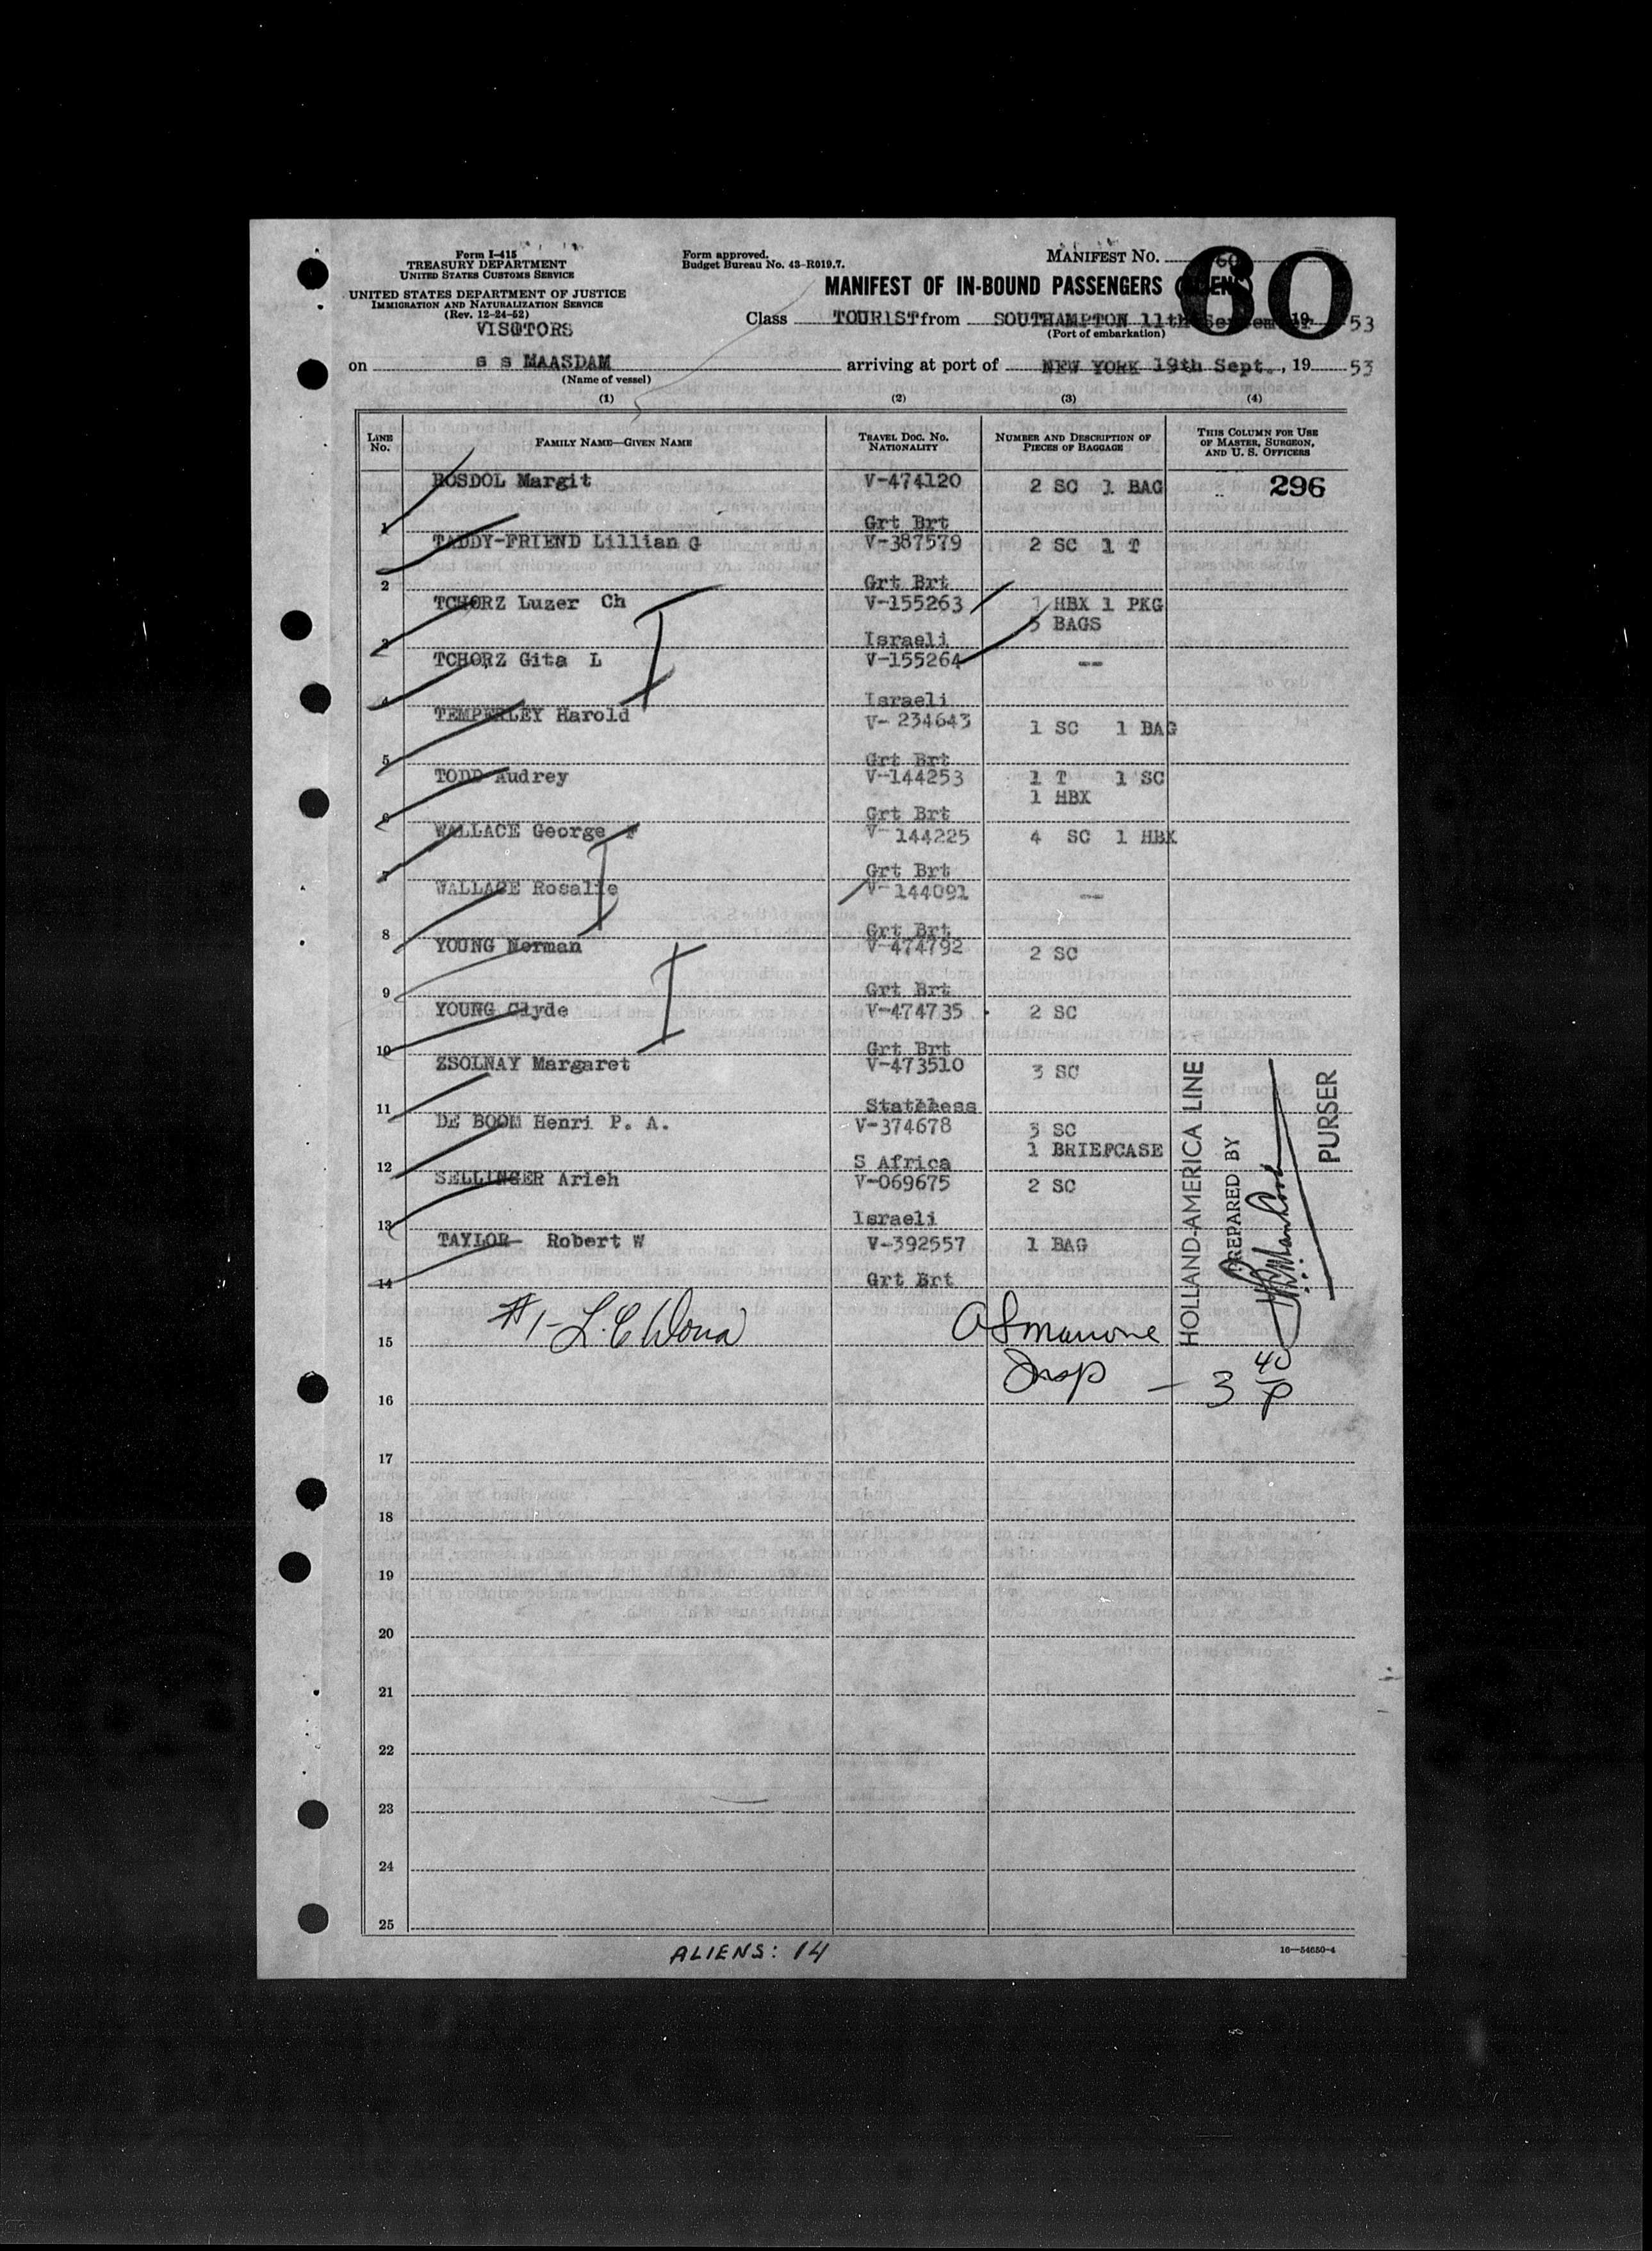 Form I-415
TREASURY DEPARTMENT
UNITED STATES CUSTOMS SERVICE
UNITED STATES DEPARTMENT OF JUSTICE
IMMIGRATION AND NATURALIZATION SERVICE
(Rev. 12-24-52)
VISITORS
Form approved.
Budget Bureau No. 43-R019.7.
MANIFEST NO. 60
60
MANIFEST OF IN-BOUND PASSENGERS (ALIENS)
Class TOURIST from SOUTHAMPTON 11th September 19 53
(Port of embarkation)
on s s MAASDAM arriving at port of NEW YORK 19th Sept., 19 53
(Name of vessel)
(1) (2) (3) (4)
LINE NO. FAMILY NAME—GIVEN NAME TRAVEL DOC. NO. NATIONALITY NUMBER AND DESCRIPTION OF PIECES OF BAGGAGE THIS COLUMN FOR USE OF MASTER, SURGEON, AND U. S. OFFICERS
ROSDOL Margit V-474120 2 SC 1 BAG 296
1 Grt Brt
TADDY-FRIEND Lillian G V-387579 2 SC 1 T
2 Grt Brt
TCHORZ Luzer Ch V-155263 1 HBX 1 PKG
5 BAGS
3 Israeli
TCHORZ Gita L V-155264 --
4 Israeli
TEMPERLEY Harold V- 234643 1 SC 1 BAG
5 Grt Brt
TODD Audrey V-144253 1 T 1 SC
1 HBX
6 Grt Brt
WALLACE George F V- 144225 4 SC 1 HBX
7 Grt Brt
WALLACE Rosalie V- 144091 --
8 Grt Brt
YOUNG Norman V-474792 2 SC
9 Grt Brt
YOUNG Clyde V-474735 2 SC
10 Grt Brt
ZSOLNAY Margaret V-473510 3 SC
11 Stateless
DE BOOM Henri P. A. V-374678 3 SC
1 BRIEFCASE
12 S Africa
SELLINGER Arieh V-069675 2 SC
13 Israeli
TAYLOR- Robert W V-392557 1 BAG
14 Grt Brt
HOLLAND-AMERICA LINE
PREPARED BY
PURSER
#1-
15
Insp — 3 40 P
16
17
18
19
20
21
22
23
24
25
ALIENS: 14
16—54650-4